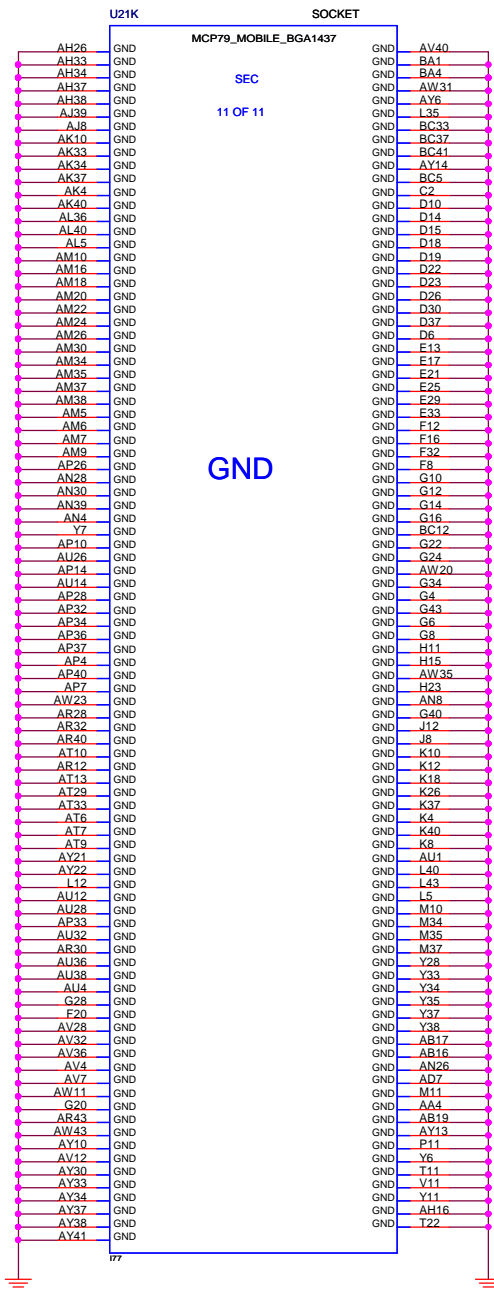 U21K SOCKET
MCP79_MOBILE_BGA1437
SEC
11 OF 11
GND
AH26 GND GND AV40
AH33 GND GND BA1
AH34 GND GND BA4
AH37 GND GND AW31
AH38 GND GND AY6
AJ39 GND GND L35
AJ8 GND GND BC33
AK10 GND GND BC37
AK33 GND GND BC41
AK34 GND GND AY14
AK37 GND GND BC5
AK4 GND GND C2
AK40 GND GND D10
AL36 GND GND D14
AL40 GND GND D15
AL5 GND GND D18
AM10 GND GND D19
AM16 GND GND D22
AM18 GND GND D23
AM20 GND GND D26
AM22 GND GND D30
AM24 GND GND D37
AM26 GND GND D6
AM30 GND GND E13
AM34 GND GND E17
AM35 GND GND E21
AM37 GND GND E25
AM38 GND GND E29
AM5 GND GND E33
AM6 GND GND F12
AM7 GND GND F16
AM9 GND GND F32
AP26 GND GND F8
AN28 GND GND G10
AN30 GND GND G12
AN39 GND GND G14
AN4 GND GND G16
Y7 GND GND BC12
AP10 GND GND G22
AU26 GND GND G24
AP14 GND GND AW20
AU14 GND GND G34
AP28 GND GND G4
AP32 GND GND G43
AP34 GND GND G6
AP36 GND GND G8
AP37 GND GND H11
AP4 GND GND H15
AP40 GND GND AW35
AP7 GND GND H23
AW23 GND GND AN8
AR28 GND GND G40
AR32 GND GND J12
AR40 GND GND J8
AT10 GND GND K10
AR12 GND GND K12
AT13 GND GND K18
AT29 GND GND K26
AT33 GND GND K37
AT6 GND GND K4
AT7 GND GND K40
AT9 GND GND K8
AY21 GND GND AU1
AY22 GND GND L40
L12 GND GND L43
AU12 GND GND L5
AU28 GND GND M10
AP33 GND GND M34
AU32 GND GND M35
AR30 GND GND M37
AU36 GND GND Y28
AU38 GND GND Y33
AU4 GND GND Y34
G28 GND GND Y35
F20 GND GND Y37
AV28 GND GND Y38
AV32 GND GND AB17
AV36 GND GND AB16
AV4 GND GND AN26
AV7 GND GND AD7
AW11 GND GND M11
G20 GND GND AA4
AR43 GND GND AB19
AW43 GND GND AY13
AY10 GND GND P11
AV12 GND GND Y6
AY30 GND GND T11
AY33 GND GND V11
AY34 GND GND Y11
AY37 GND GND AH16
AY38 GND GND T22
AY41 GND
I77